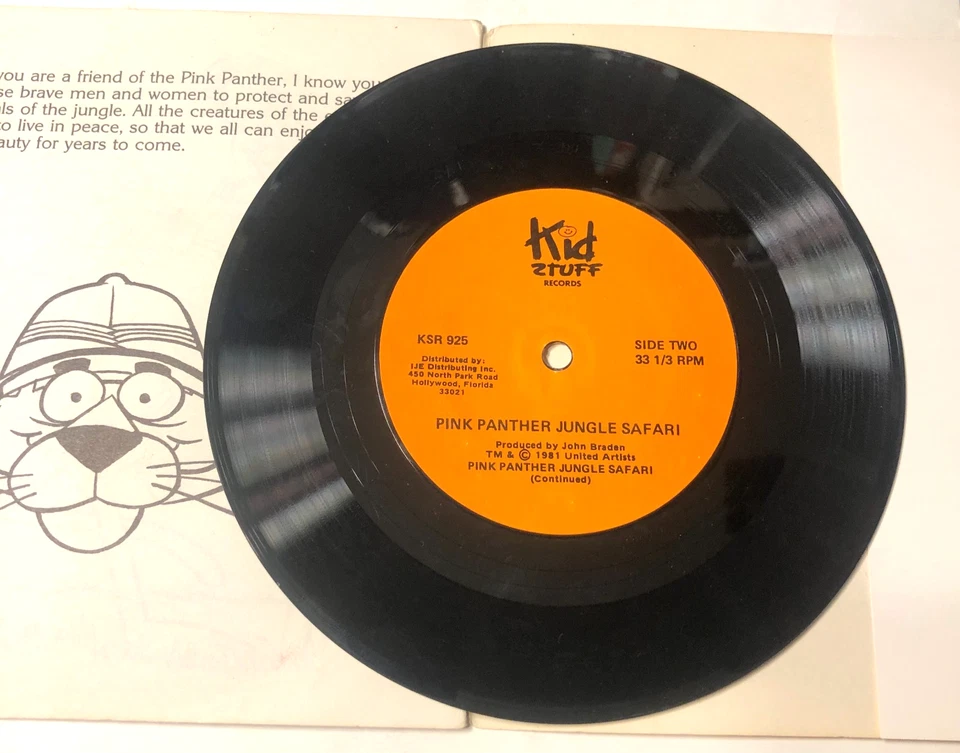 you are a friend of the Pink Panther, I know you
se brave men and women to protect and
ls of the jungle. All the creatures of the
to live in peace, so that we all can
auty for years to come.
Kid
STUFF
RECORDS
KSR 925
SIDE TWO
33 1/3 RPM
Distributed by:
IJE Distributing Inc.
450 North Park Road
Hollywood, Florida
33021
PINK PANTHER JUNGLE SAFARI
Produced by John Braden
TM & © 1981 United Artists
PINK PANTHER JUNGLE SAFARI
(Continued)